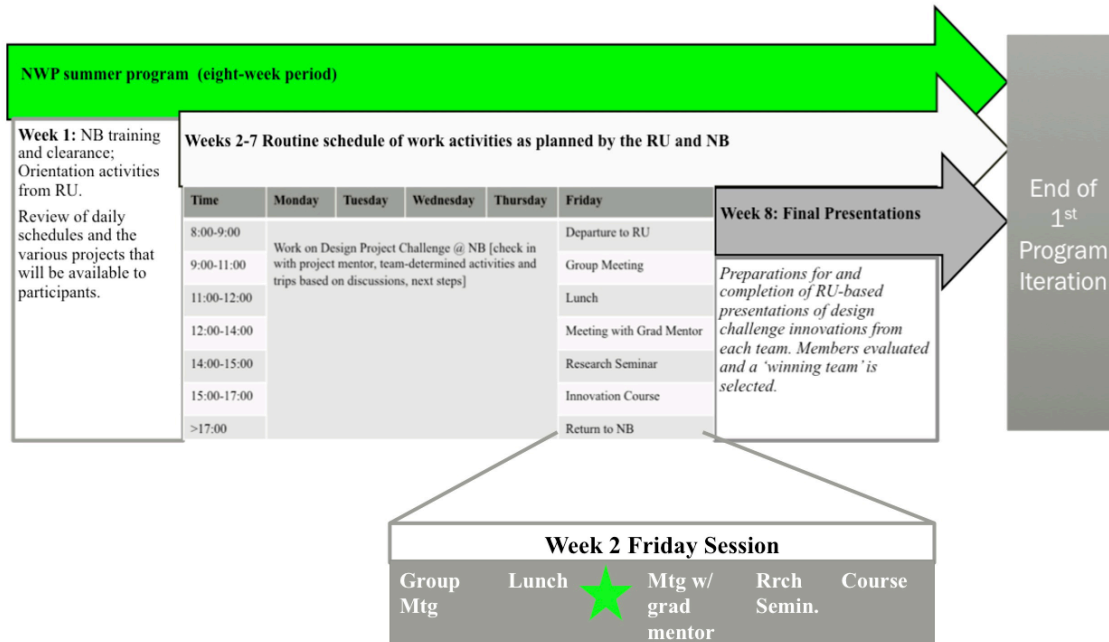 NWP summer program (eight-week period)
Week 1: NB training
and clearance;
Orientation activities
from RU.
Review of daily
schedules and the
various projects that
will be available to
participants.
Weeks 2-7 Routine schedule of work activities as planned by the RU and NB
Time Monday Tuesday Wednesday Thursday Friday
8:00-9:00 Departure to RU
Work on Design Project Challenge @ NB [check in
with project mentor, team-determined activities and
trips based on discussions, next steps]
9:00-11:00 Group Meeting
11:00-12:00 Lunch
12:00-14:00 Meeting with Grad Mentor
14:00-15:00 Research Seminar
15:00-17:00 Innovation Course
>17:00 Return to NB
Week 8: Final Presentations
Preparations for and
completion of RU-based
presentations of design
challenge innovations from
each team. Members evaluated
and a ‘winning team’ is
selected.
End of
1st
Program
Iteration
Week 2 Friday Session
Group
Mtg
Lunch
Mtg w/
grad
mentor
Rrch
Semin.
Course